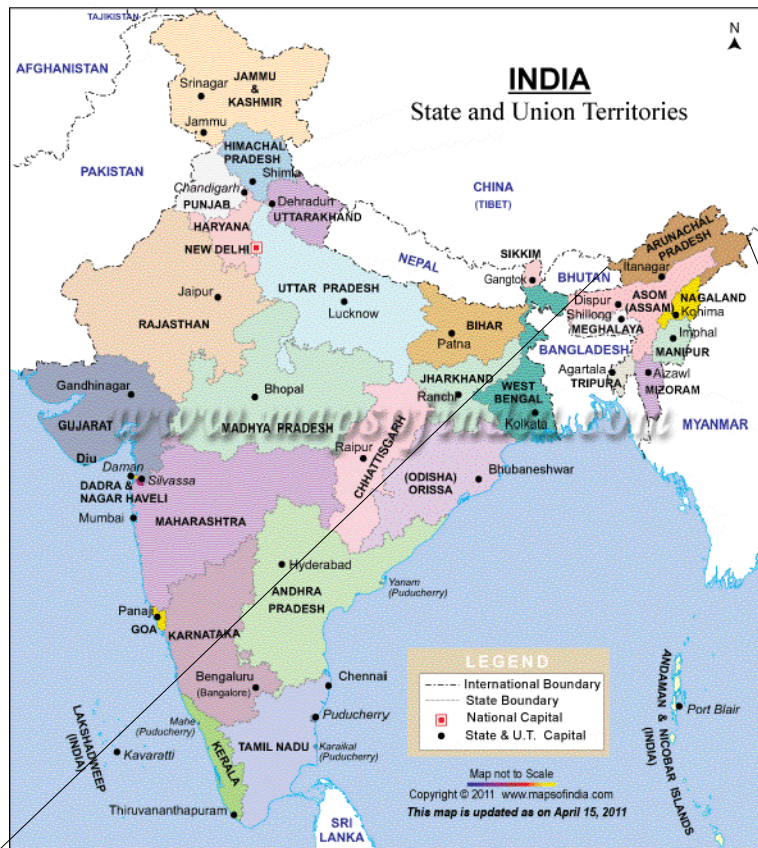 TAJIKISTAN
AFGHANISTAN
JAMMU
&
KASHMIR
Srinagar
Jammu
N
INDIA
State and Union Territories
PAKISTAN
HIMACHAL
PRADESH
Shimla
Chandigarh
PUNJAB
Dehradun
UTTARAKHAND
CHINA
(TIBET)
HARYANA
NEW DELHI
NEPAL
SIKKIM
Gangtok
BHUTAN
ARUNACHAL
PRADESH
Itanagar
Jaipur
RAJASTHAN
UTTAR PRADESH
Lucknow
BIHAR
Patna
Dispur
Shillong
MEGHALAYA
ASOM
(ASSAM)
NAGALAND
Kohima
Imphal
MANIPUR
BANGLADESH
Agartala
TRIPURA
Aizawl
MIZORAM
MYANMAR
Gandhinagar
GUJARAT
Diu
Bhopal
MADHYA PRADESH
JHARKHAND
Ranchi
WEST
BENGAL
Kolkata
www.mapsofindia.com
Raipur
CHHATTISGARH
(ODISHA)
ORISSA
Bhubaneshwar
Daman
Silvassa
DADRA &
NAGAR HAVELI
Mumbai
MAHARASHTRA
Hyderabad
ANDHRA
PRADESH
Yanam
(Puducherry)
Panaji
GOA
KARNATAKA
Bengaluru
(Bangalore)
Chennai
Puducherry
Mahe
(Puducherry)
KERALA
TAMIL NADU
Karaikal
(Puducherry)
LAKSHADWEEP
(INDIA)
Kavaratti
Thiruvananthapuram
SRI
LANKA
ANDAMAN & NICOBAR ISLANDS
(INDIA)
Port Blair
LEGEND
International Boundary
State Boundary
National Capital
State & U.T. Capital
Map not to Scale
Copyright © 2011 www.mapsofindia.com
This map is updated as on April 15, 2011